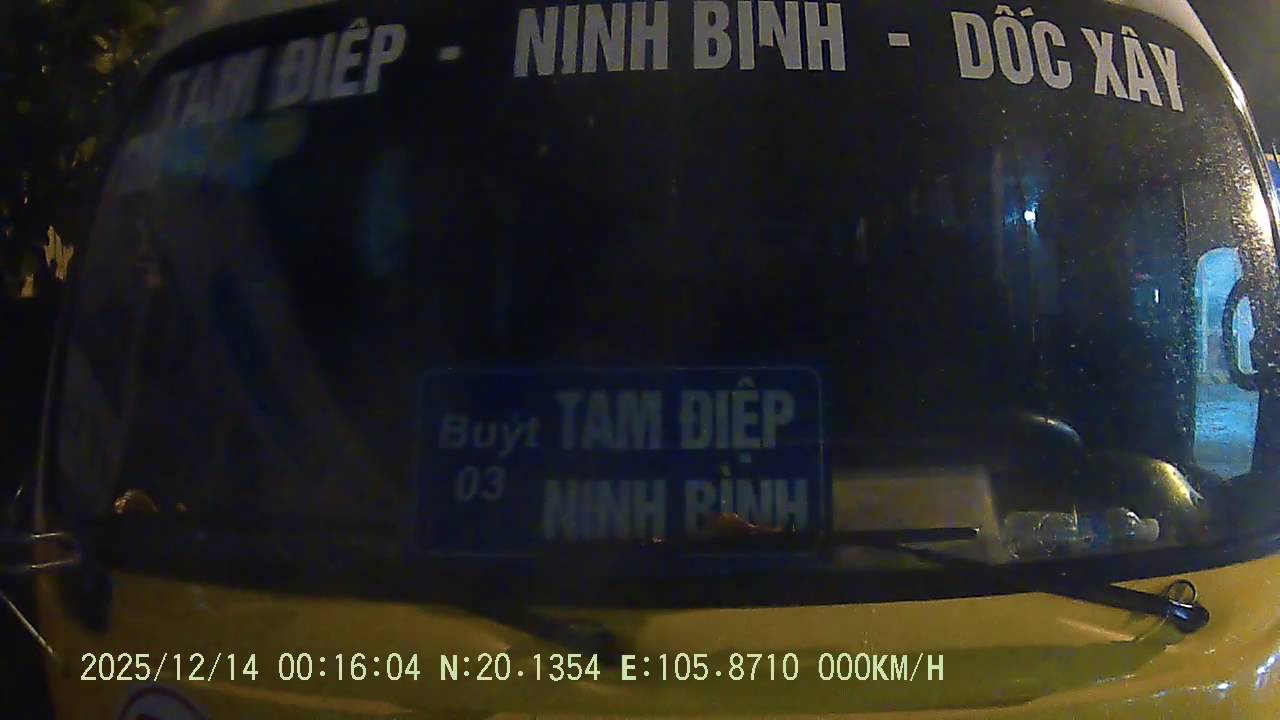 TAM ĐIỆP - NINH BÌNH - DỐC XÂY
Buýt 03
TAM ĐIỆP
NINH BÌNH
2025/12/14 00:16:04 N:20.1354 E:105.8710 000KM/H